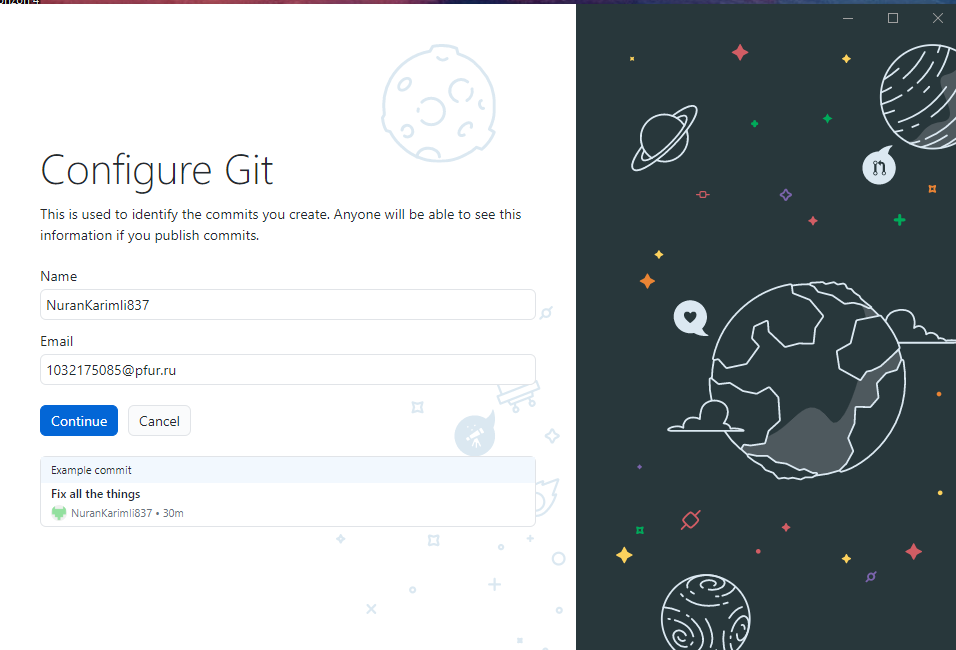 Configure Git
This is used to identify the commits you create. Anyone will be able to see this
information if you publish commits.
Name
NuranKarimli837
Email
1032175085@pfur.ru
Continue Cancel
Example commit
Fix all the things
NuranKarimli837 • 30m